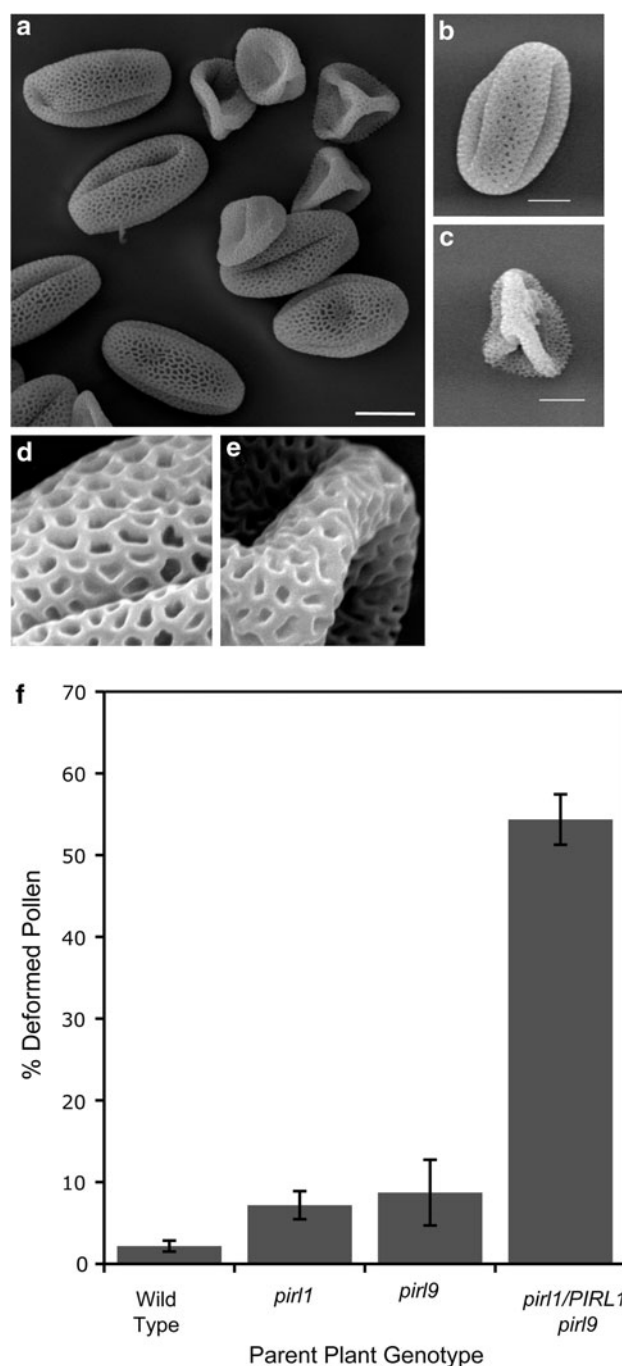 a
b
c
d
e
f
70
60
50
40
30
20
10
0
% Deformed Pollen
Wild
Type
pirl1
pirl9
pirl1/PIRL1
pirl9
Parent Plant Genotype